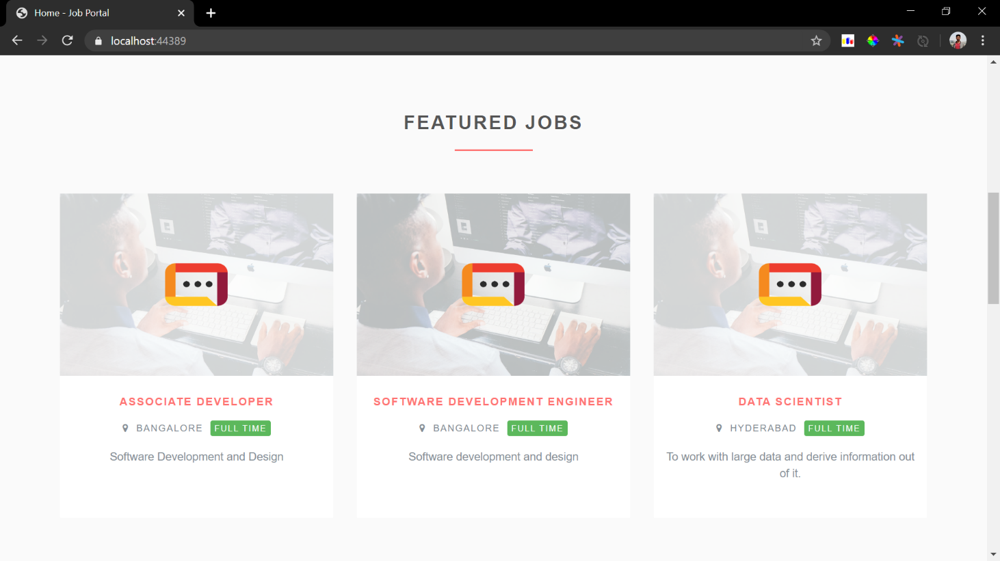 Home - Job Portal
localhost:44389
FEATURED JOBS
ASSOCIATE DEVELOPER
BANGALORE FULL TIME
Software Development and Design
SOFTWARE DEVELOPMENT ENGINEER
BANGALORE FULL TIME
Software development and design
DATA SCIENTIST
HYDERABAD FULL TIME
To work with large data and derive information out
of it.